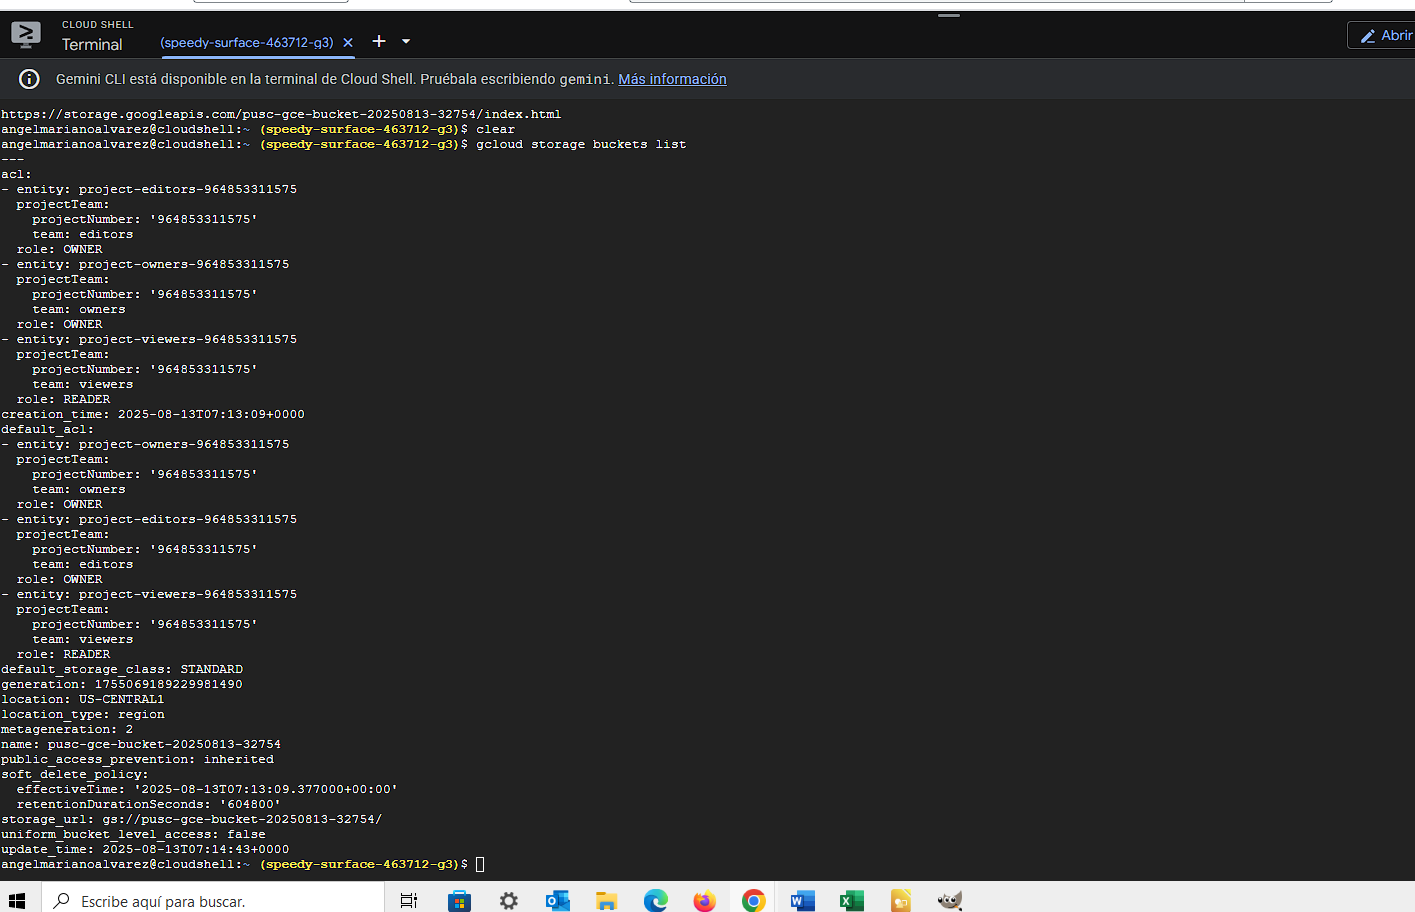 CLOUD SHELL
Terminal
(speedy-surface-463712-g3)
Abrir
Gemini CLI está disponible en la terminal de Cloud Shell. Pruébala escribiendo gemini. Más información
https://storage.googleapis.com/pusc-gce-bucket-20250813-32754/index.html
angelmarianoalvarez@cloudshell:~ (speedy-surface-463712-g3)$ clear
angelmarianoalvarez@cloudshell:~ (speedy-surface-463712-g3)$ gcloud storage buckets list
---
acl:
- entity: project-editors-964853311575
  projectTeam:
    projectNumber: '964853311575'
    team: editors
  role: OWNER
- entity: project-owners-964853311575
  projectTeam:
    projectNumber: '964853311575'
    team: owners
  role: OWNER
- entity: project-viewers-964853311575
  projectTeam:
    projectNumber: '964853311575'
    team: viewers
  role: READER
creation_time: 2025-08-13T07:13:09+0000
default_acl:
- entity: project-owners-964853311575
  projectTeam:
    projectNumber: '964853311575'
    team: owners
  role: OWNER
- entity: project-editors-964853311575
  projectTeam:
    projectNumber: '964853311575'
    team: editors
  role: OWNER
- entity: project-viewers-964853311575
  projectTeam:
    projectNumber: '964853311575'
    team: viewers
  role: READER
default_storage_class: STANDARD
generation: 1755069189229981490
location: US-CENTRAL1
location_type: region
metageneration: 2
name: pusc-gce-bucket-20250813-32754
public_access_prevention: inherited
soft_delete_policy:
  effectiveTime: '2025-08-13T07:13:09.377000+00:00'
  retentionDurationSeconds: '604800'
storage_url: gs://pusc-gce-bucket-20250813-32754/
uniform_bucket_level_access: false
update_time: 2025-08-13T07:14:43+0000
angelmarianoalvarez@cloudshell:~ (speedy-surface-463712-g3)$
Escribe aquí para buscar.